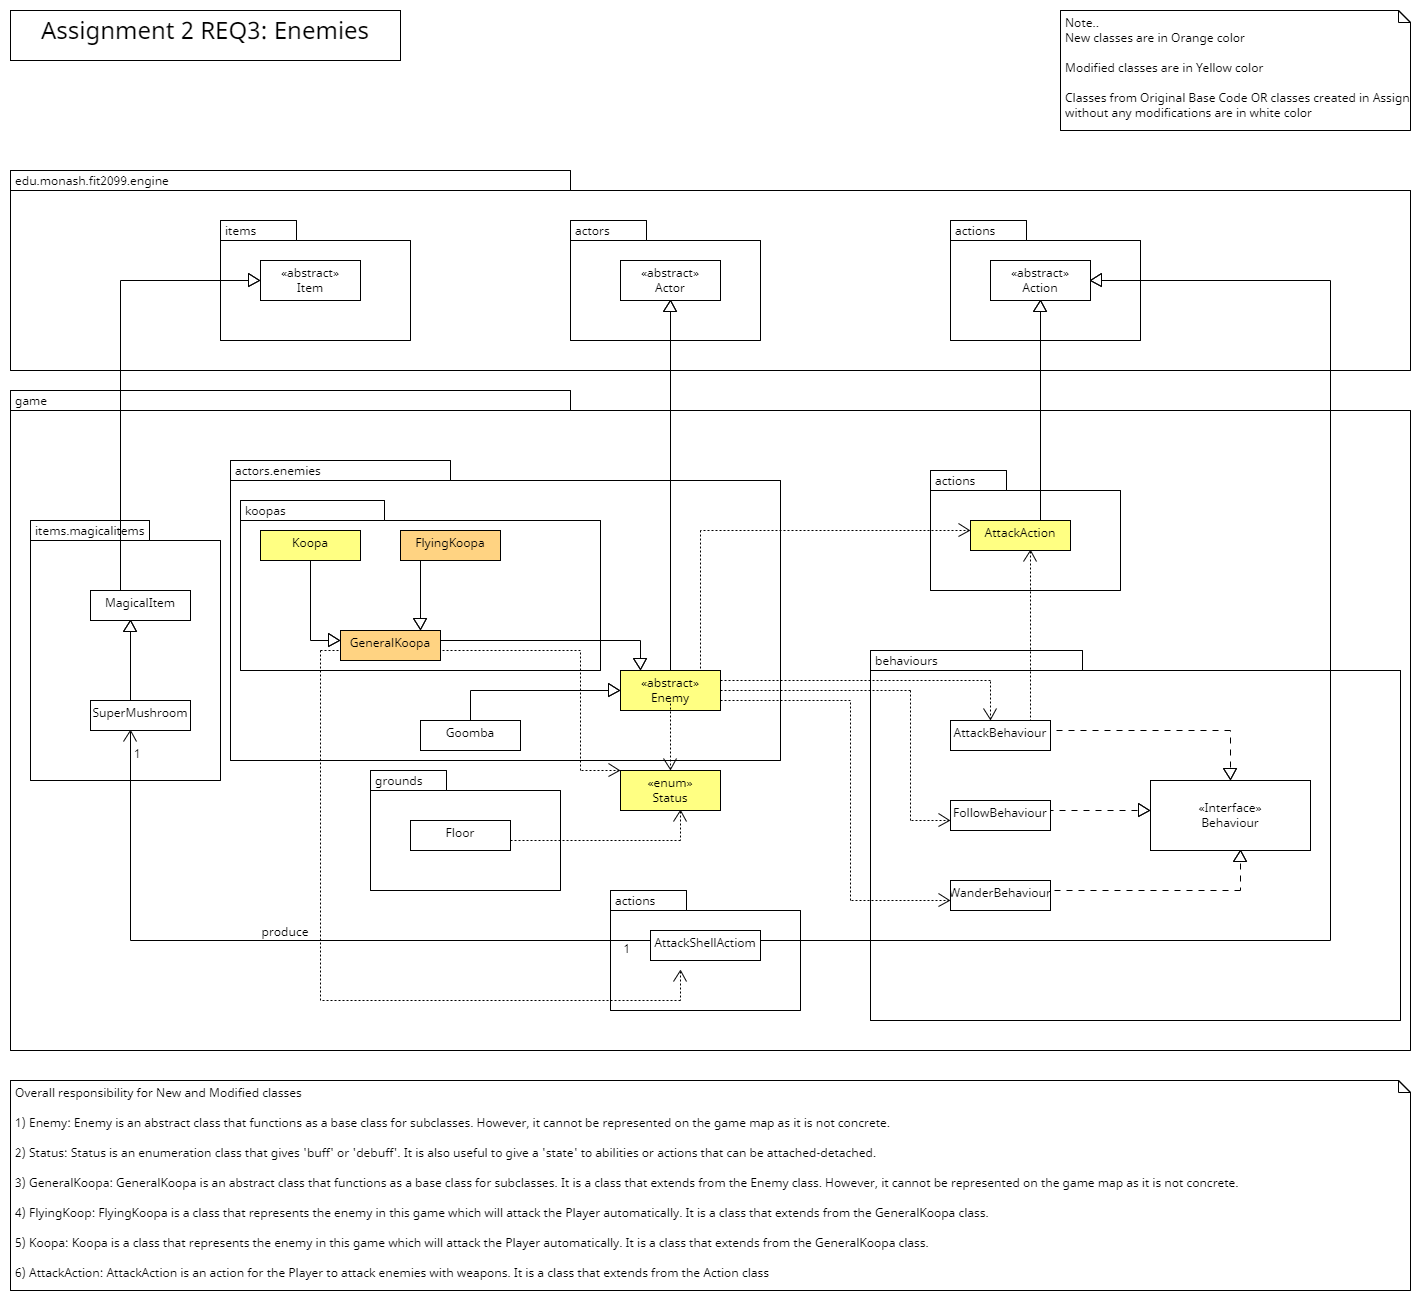 Assignment 2 REQ3: Enemies
Note..
New classes are in Orange color
Modified classes are in Yellow color
Classes from Original Base Code OR classes created in Assign
without any modifications are in white color
edu.monash.fit2099.engine
items
actors
actions
«abstract»
Item
«abstract»
Actor
«abstract»
Action
game
actors.enemies
actions
koopas
items.magicalitems
Koopa
FlyingKoopa
AttackAction
MagicalItem
GeneralKoopa
behaviours
«abstract»
Enemy
SuperMushroom
Goomba
AttackBehaviour
1
grounds
«enum»
Status
«Interface»
Behaviour
Floor
FollowBehaviour
WanderBehaviour
actions
produce
1
AttackShellActiom
Overall responsibility for New and Modified classes
1) Enemy: Enemy is an abstract class that functions as a base class for subclasses. However, it cannot be represented on the game map as it is not concrete.
2) Status: Status is an enumeration class that gives 'buff' or 'debuff'. It is also useful to give a 'state' to abilities or actions that can be attached-detached.
3) GeneralKoopa: GeneralKoopa is an abstract class that functions as a base class for subclasses. It is a class that extends from the Enemy class. However, it cannot be represented on the game map as it is not concrete.
4) FlyingKoop: FlyingKoopa is a class that represents the enemy in this game which will attack the Player automatically. It is a class that extends from the GeneralKoopa class.
5) Koopa: Koopa is a class that represents the enemy in this game which will attack the Player automatically. It is a class that extends from the GeneralKoopa class.
6) AttackAction: AttackAction is an action for the Player to attack enemies with weapons. It is a class that extends from the Action class